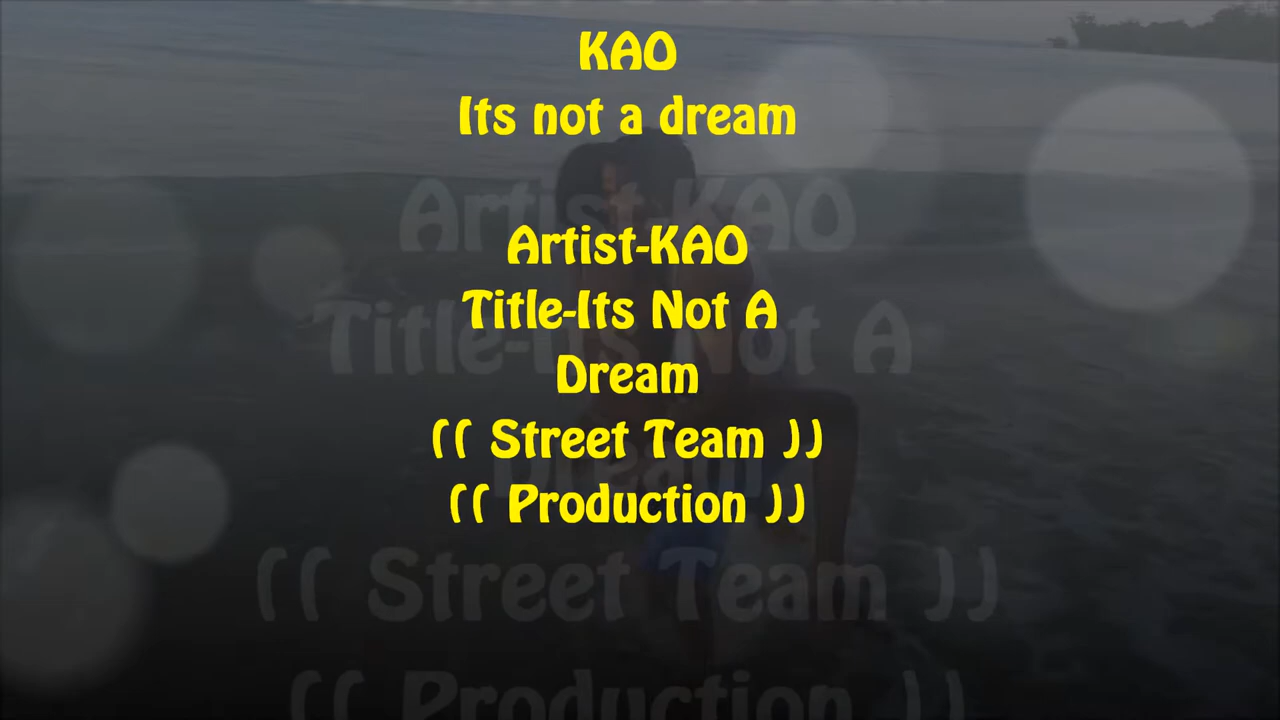 KAO
Its not a dream
Artist-KAO
Title-Its Not A
Dream
(( Street Team ))
(( Production ))